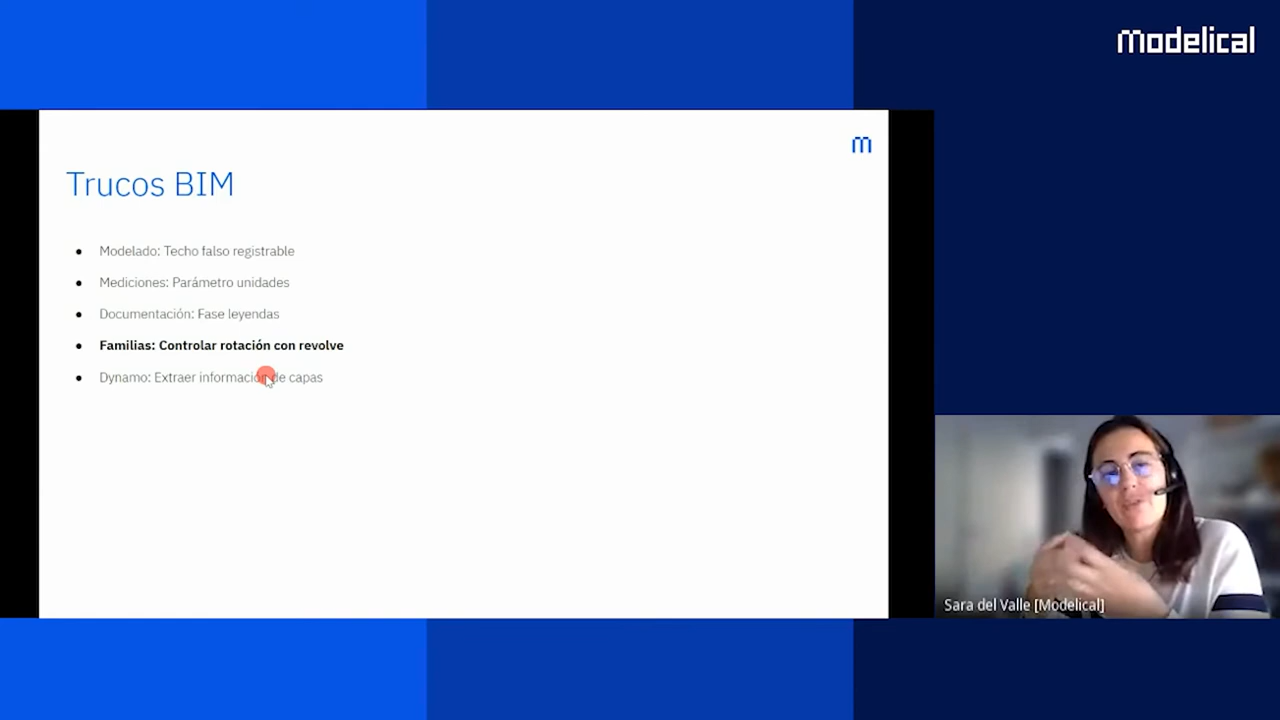 modelical
m
Trucos BIM
● Modelado: Techo falso registrable
● Mediciones: Parámetro unidades
● Documentación: Fase leyendas
● Familias: Controlar rotación con revolve
● Dynamo: Extraer información de capas
Sara del Valle [Modelical]